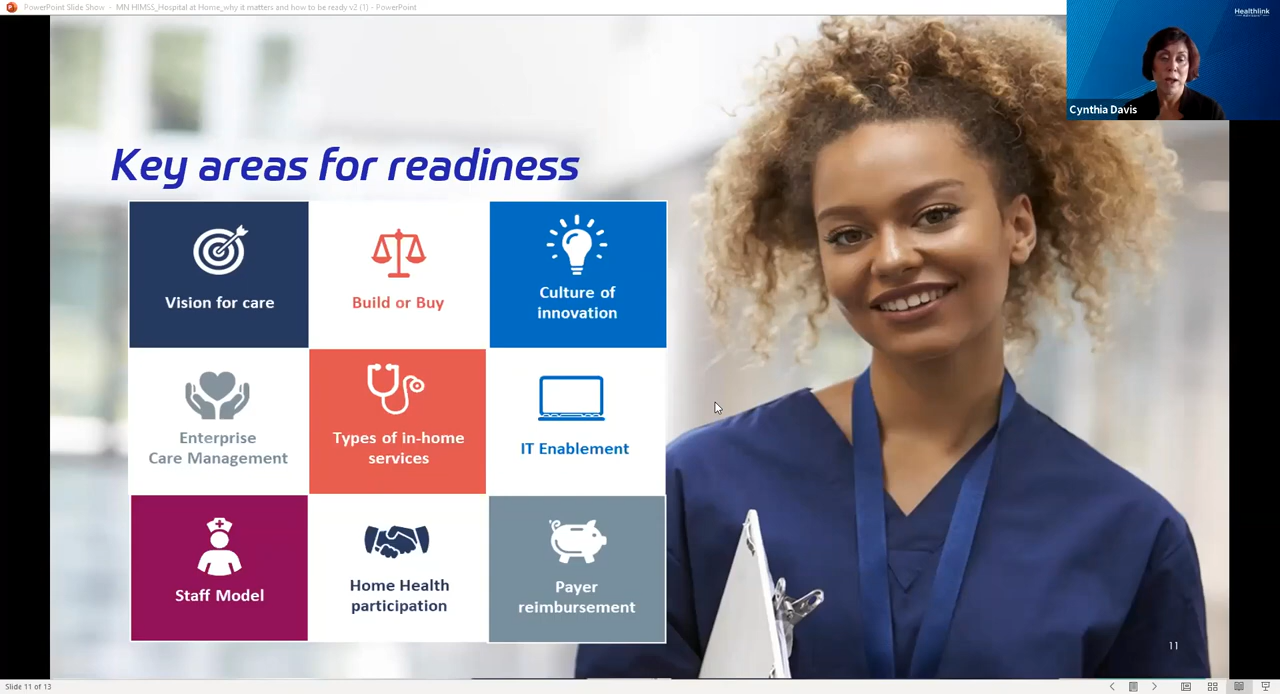 PowerPoint Slide Show - MN HIMSS_Hospital at Home_why it matters and how to be ready v2 (1) - PowerPoint
Healthlink
Cynthia Davis
Key areas for readiness
Vision for care
Build or Buy
Culture of
innovation
Enterprise
Care Management
Types of in-home
services
IT Enablement
Staff Model
Home Health
participation
Payer
reimbursement
11
Slide 11 of 13